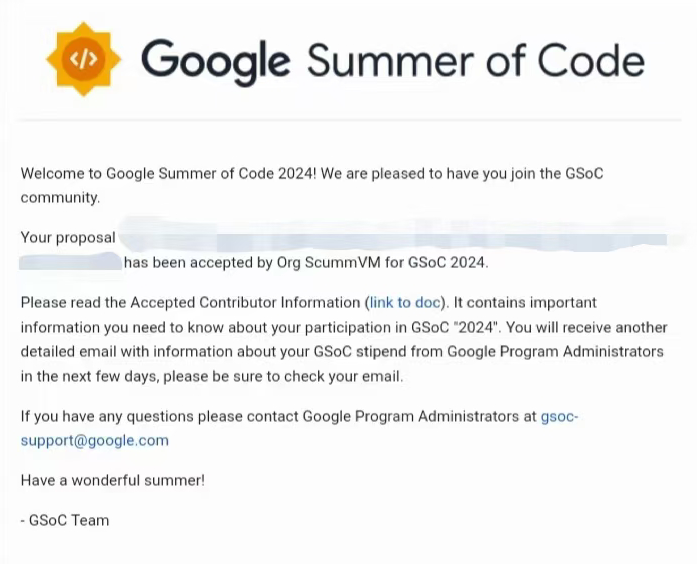 </>
Google Summer of Code
Welcome to Google Summer of Code 2024! We are pleased to have you join the GSoC
community.
Your proposal
has been accepted by Org ScummVM for GSoC 2024.
Please read the Accepted Contributor Information (link to doc). It contains important
information you need to know about your participation in GSoC "2024". You will receive another
detailed email with information about your GSoC stipend from Google Program Administrators
in the next few days, please be sure to check your email.
If you have any questions please contact Google Program Administrators at gsoc-
support@google.com
Have a wonderful summer!
- GSoC Team